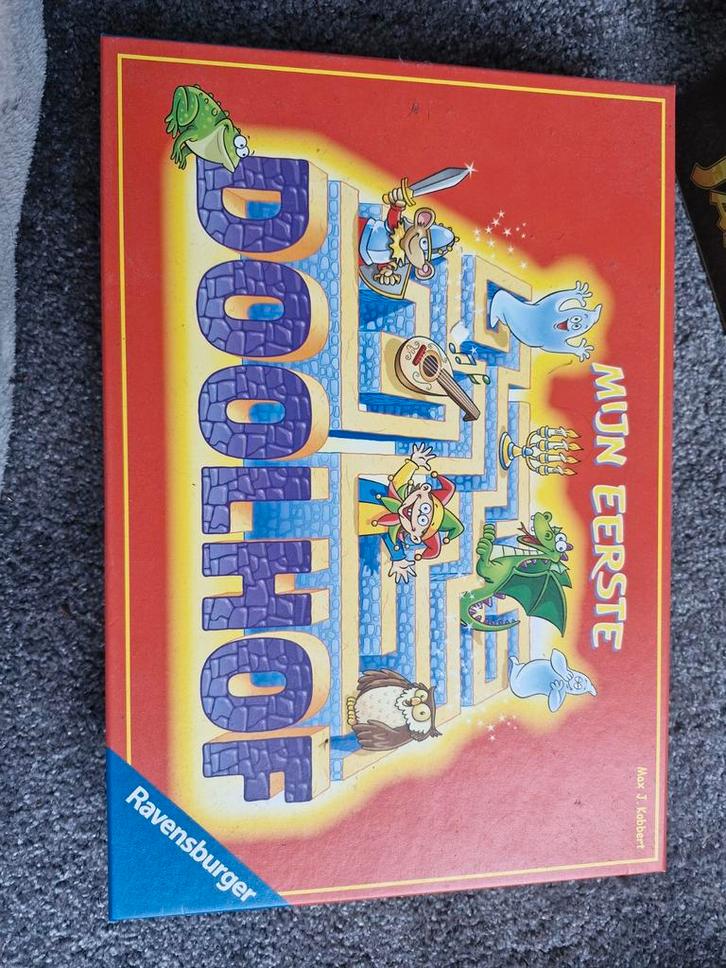 Max J. Kobbert
MIJN EERSTE
DOOLHOF
Ravensburger